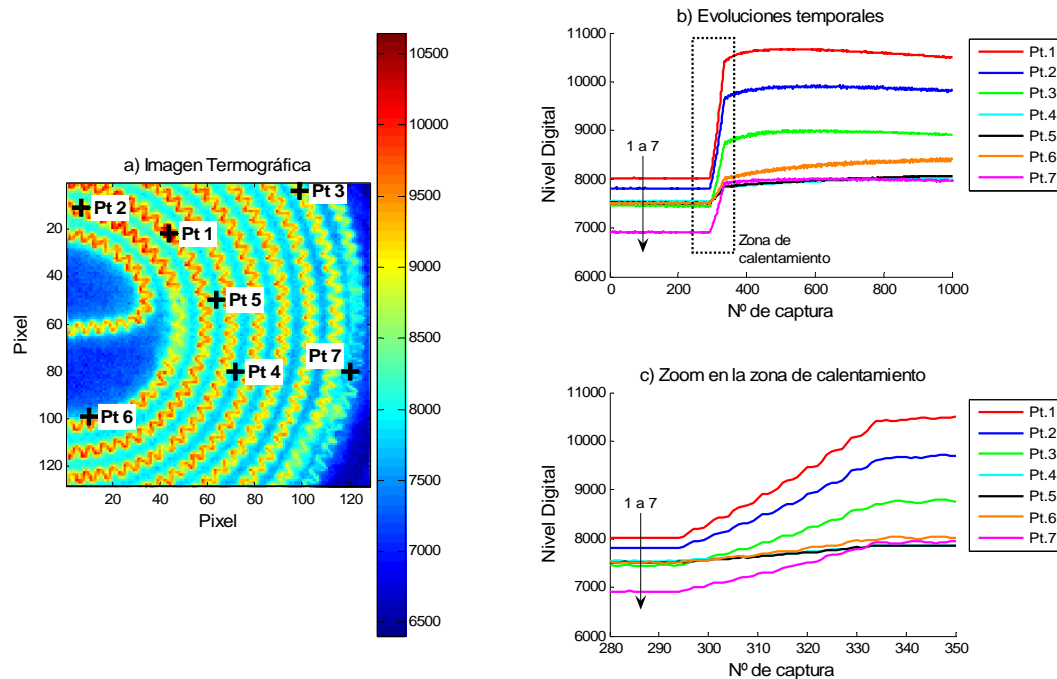 a) Imagen Termográfica
Pixel
20
40
60
80
100
120
20 40 60 80 100 120
Pixel
Pt 3
Pt 2
Pt 1
Pt 5
Pt 7
Pt 4
Pt 6
10500
10000
9500
9000
8500
8000
7500
7000
6500
b) Evoluciones temporales
Nivel Digital
11000
10000
9000
8000
7000
6000
1 a 7
Zona de
calentamiento
0 200 400 600 800 1000
Nº de captura
Pt.1
Pt.2
Pt.3
Pt.4
Pt.5
Pt.6
Pt.7
c) Zoom en la zona de calentamiento
Nivel Digital
11000
10000
9000
8000
7000
6000
1 a 7
280 290 300 310 320 330 340 350
Nº de captura
Pt.1
Pt.2
Pt.3
Pt.4
Pt.5
Pt.6
Pt.7